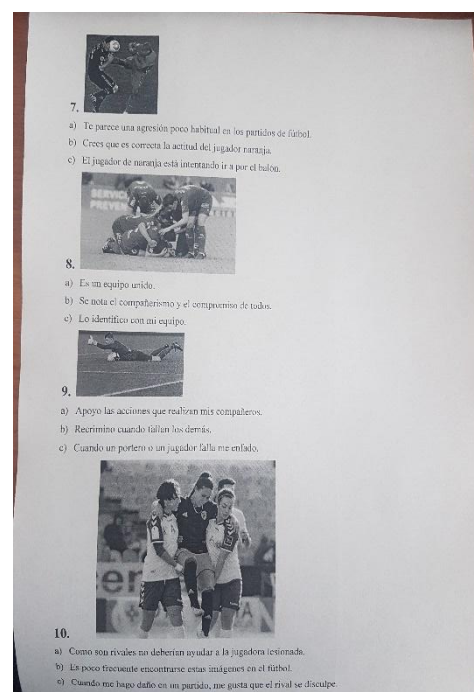 7.
a) Te parece una agresión poco habitual en los partidos de fútbol.
b) Crees que es correcta la actitud del jugador naranja.
c) El jugador de naranja está intentando ir a por el balón.
SERVICI
PREVEN
8.
a) Es un equipo unido.
b) Se nota el compañerismo y el compromiso de todos.
c) Lo identifico con mi equipo.
9.
a) Apoyo las acciones que realizan mis compañeros.
b) Recrimino cuando fallan los demás.
c) Cuando un portero o un jugador falla me enfado.
10.
a) Como son rivales no deberían ayudar a la jugadora lesionada.
b) Es poco frecuente encontrarse estas imágenes en el fútbol.
c) Cuando me hago daño en un partido, me gusta que el rival se disculpe.